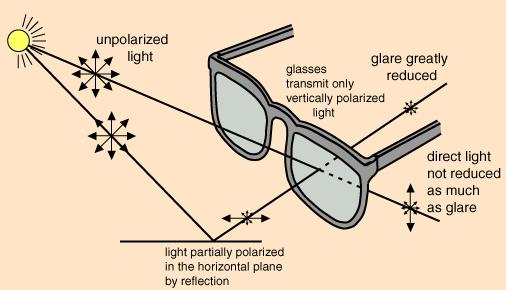 unpolarized
light
glasses
transmit only
vertically polarized
light
glare greatly
reduced
direct light
not reduced
as much
as glare
light partially polarized
in the horizontal plane
by reflection